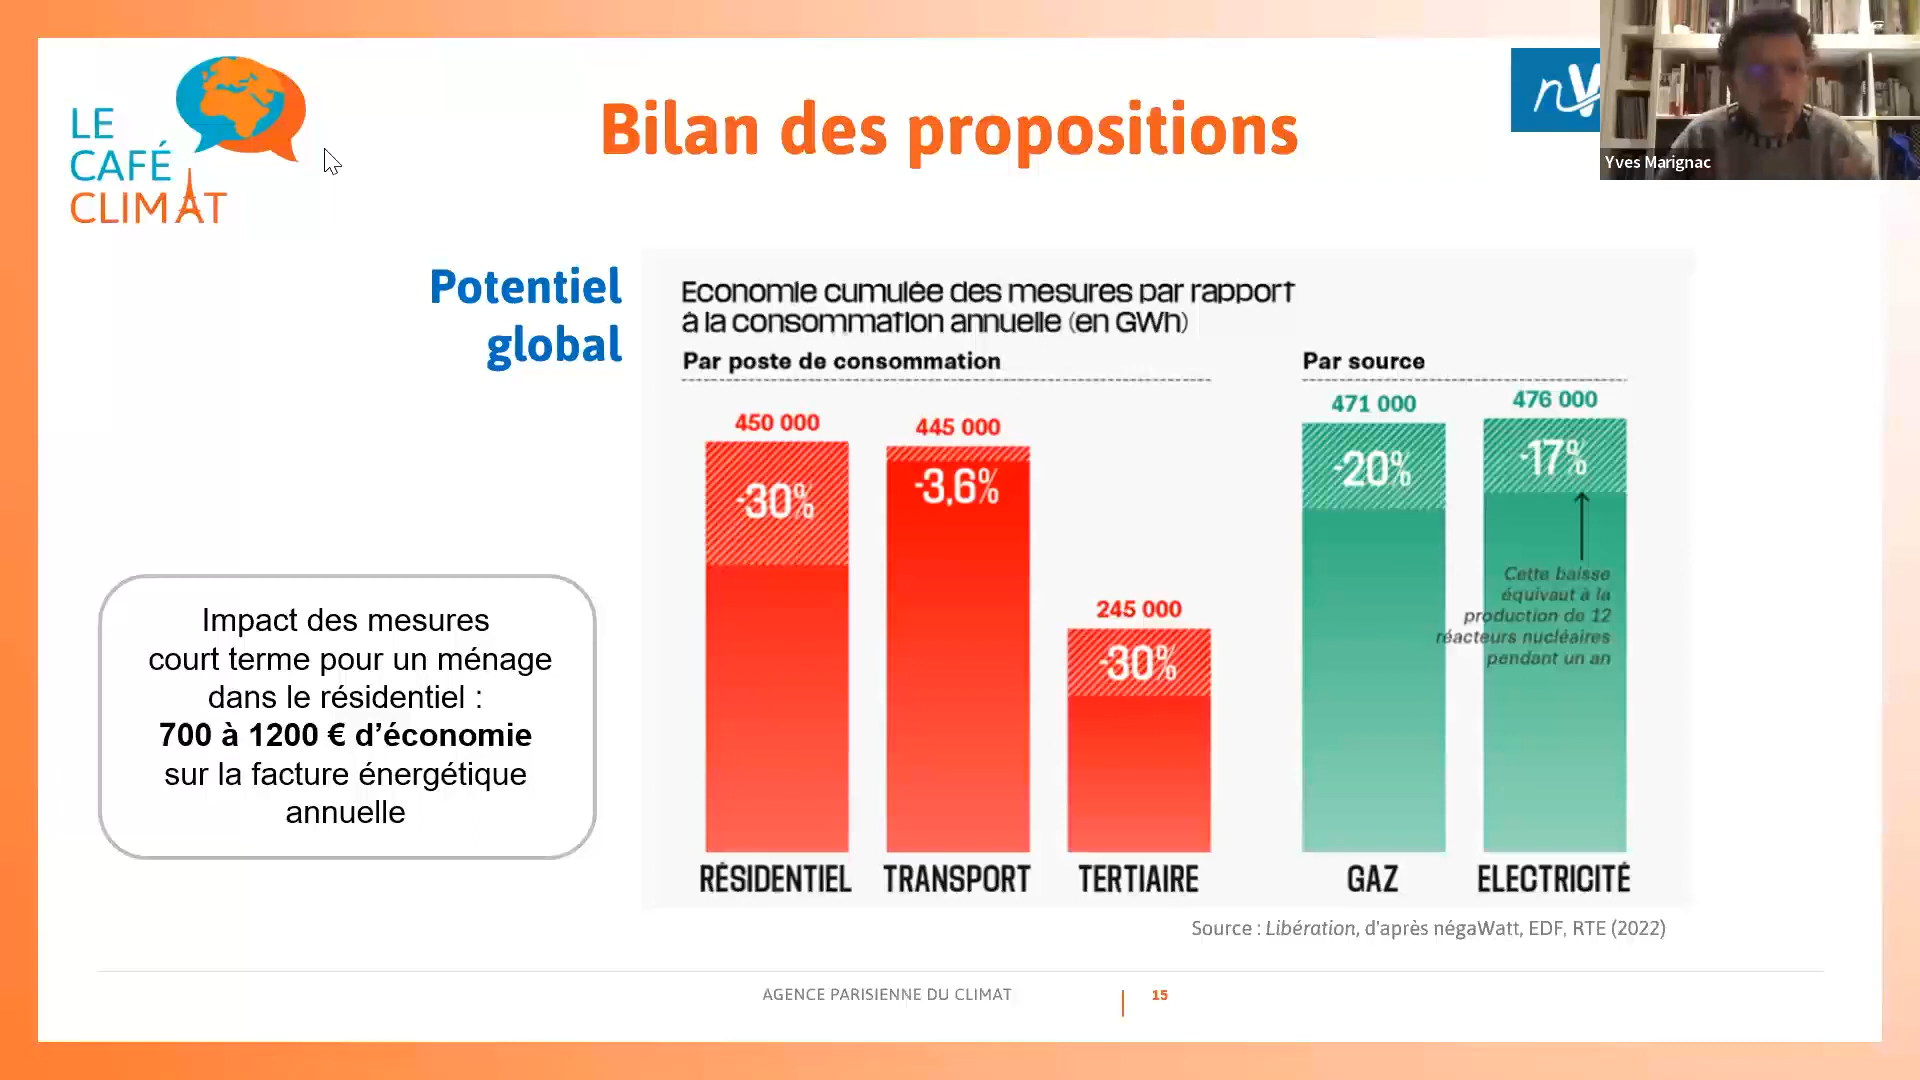 LE
CAFÉ
CLIMAT
Bilan des propositions
nW
Yves Marignac
Potentiel
global
Economie cumulée des mesures par rapport
à la consommation annuelle (en GWh)
Par poste de consommation
450 000
-30%
RÉSIDENTIEL
445 000
-3,6%
TRANSPORT
245 000
-30%
TERTIAIRE
Par source
471 000
-20%
GAZ
476 000
-17%
Cette baisse
équivaut à la
production de 12
réacteurs nucléaires
pendant un an
ELECTRICITÉ
Impact des mesures
court terme pour un ménage
dans le résidentiel :
700 à 1200 € d’économie
sur la facture énergétique
annuelle
Source : Libération, d'après négaWatt, EDF, RTE (2022)
AGENCE PARISIENNE DU CLIMAT
15